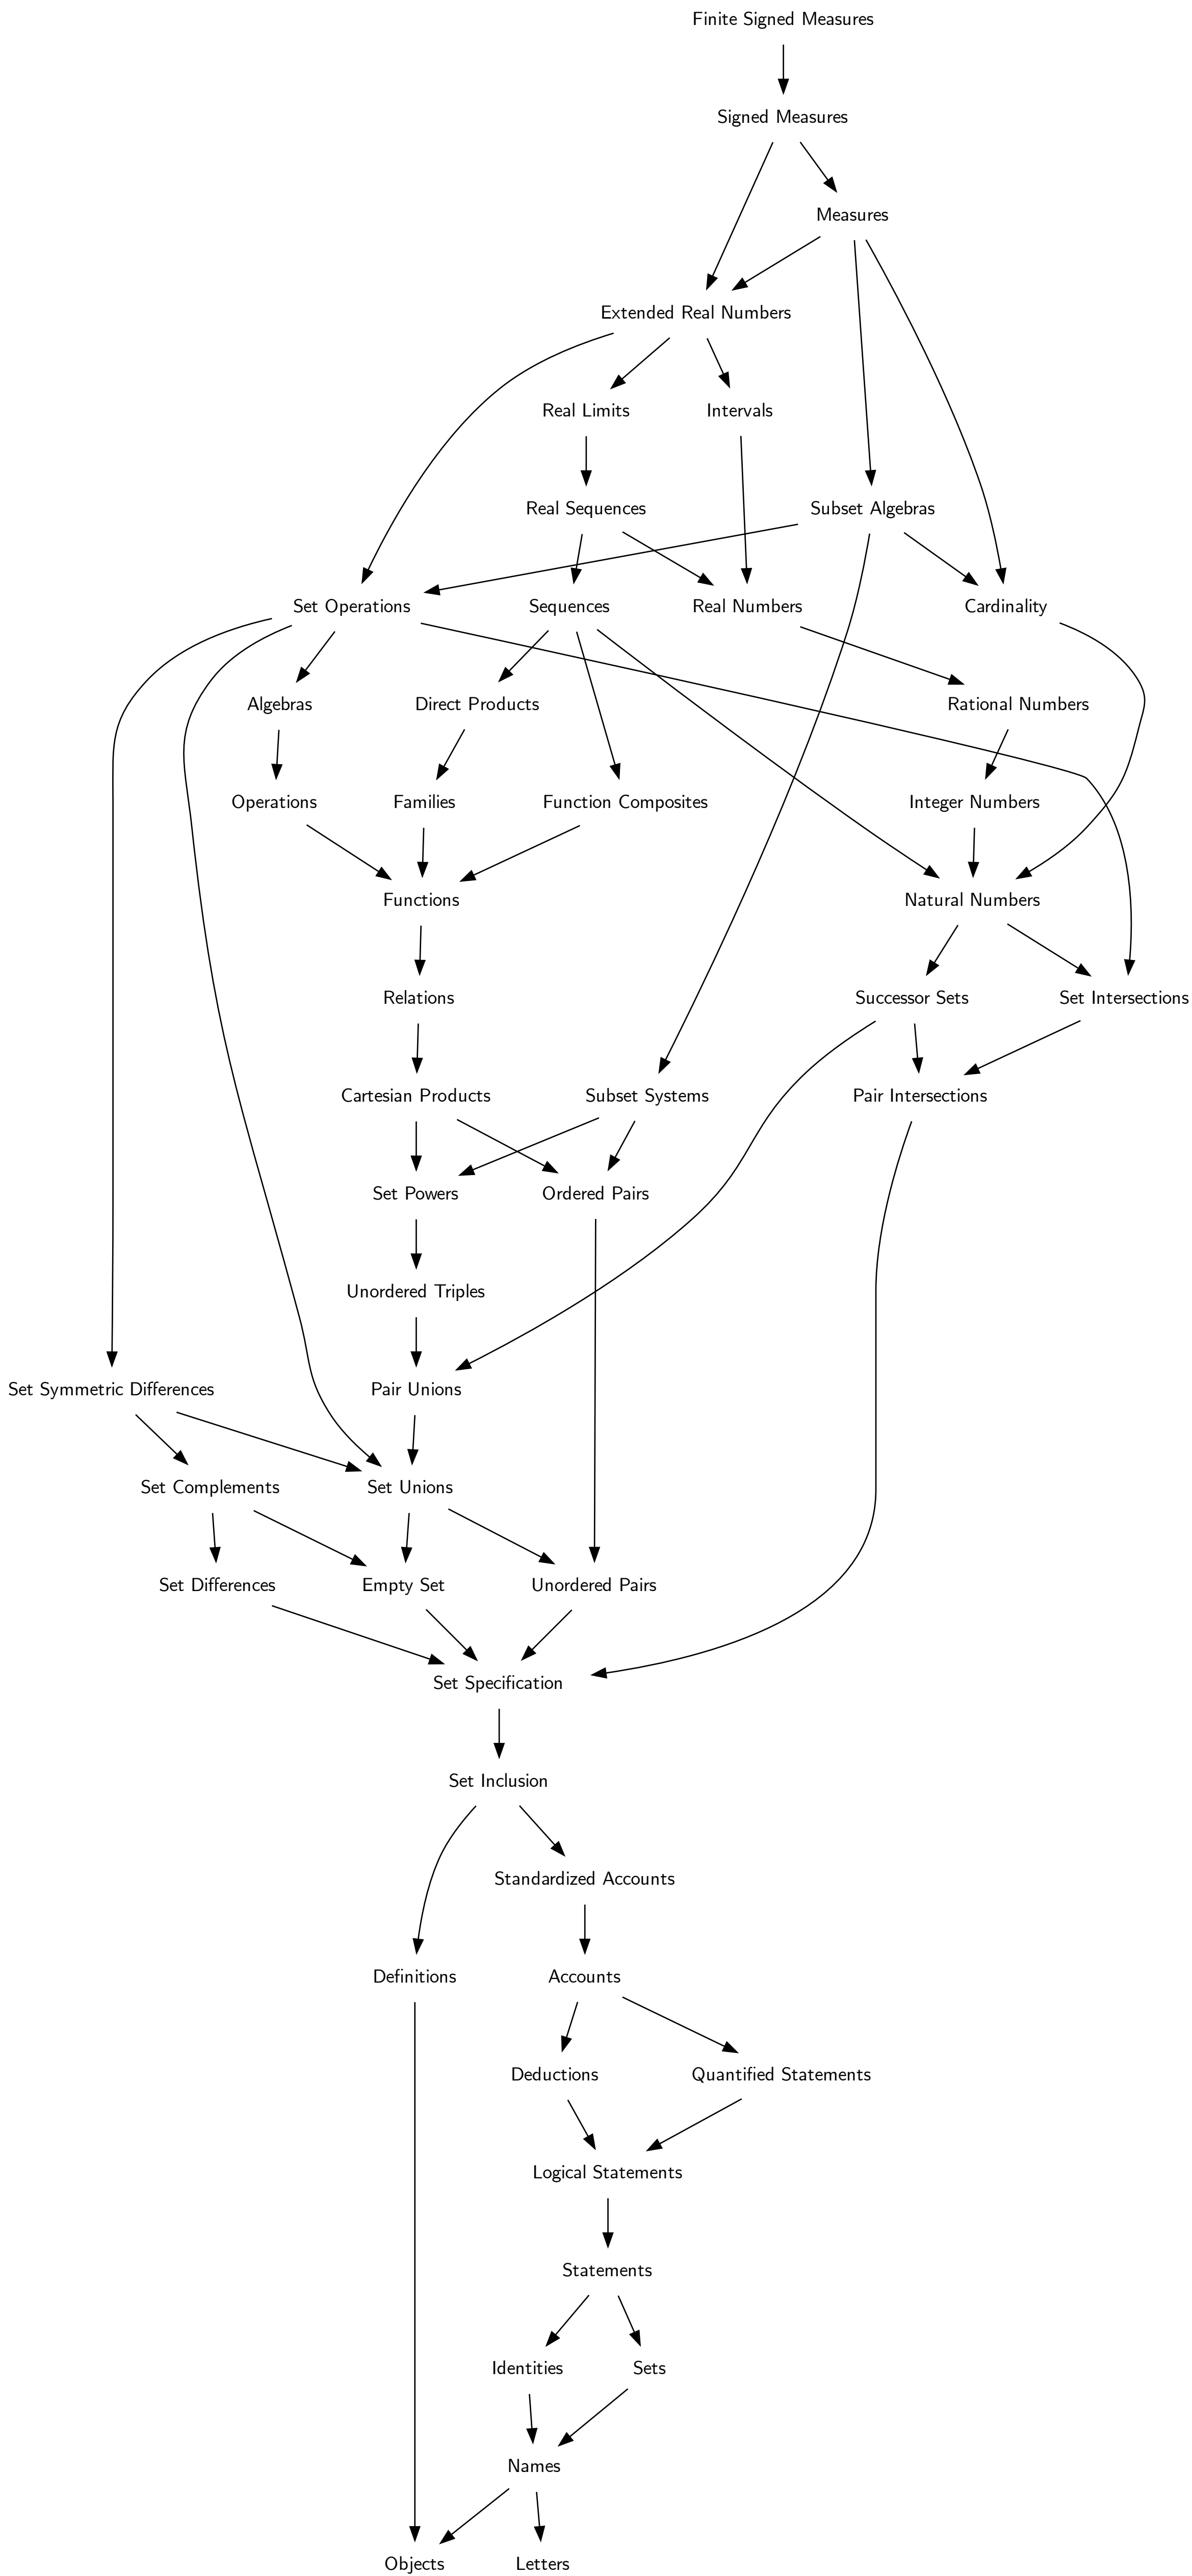 Finite Signed Measures
Signed Measures
Measures
Extended Real Numbers
Real Limits
Intervals
Real Sequences
Subset Algebras
Set Operations
Sequences
Real Numbers
Cardinality
Algebras
Direct Products
Rational Numbers
Operations
Families
Function Composites
Integer Numbers
Functions
Natural Numbers
Relations
Successor Sets
Set Intersections
Cartesian Products
Subset Systems
Pair Intersections
Set Powers
Ordered Pairs
Unordered Triples
Set Symmetric Differences
Pair Unions
Set Complements
Set Unions
Set Differences
Empty Set
Unordered Pairs
Set Specification
Set Inclusion
Standardized Accounts
Definitions
Accounts
Deductions
Quantified Statements
Logical Statements
Statements
Identities
Sets
Names
Objects
Letters